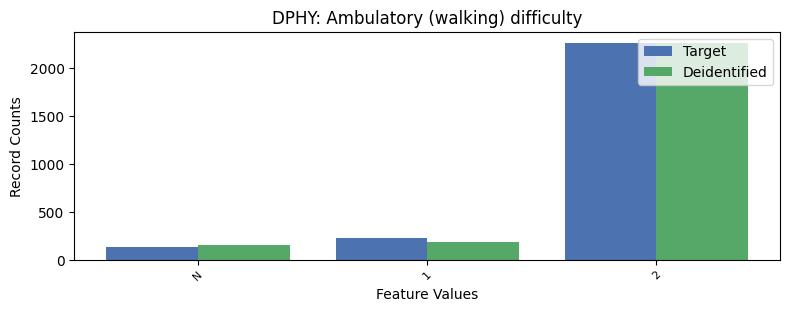 DPHY: Ambulatory (walking) difficulty
Target
Deidentified
Record Counts
2000
1500
1000
500
0
N
1
2
Feature Values